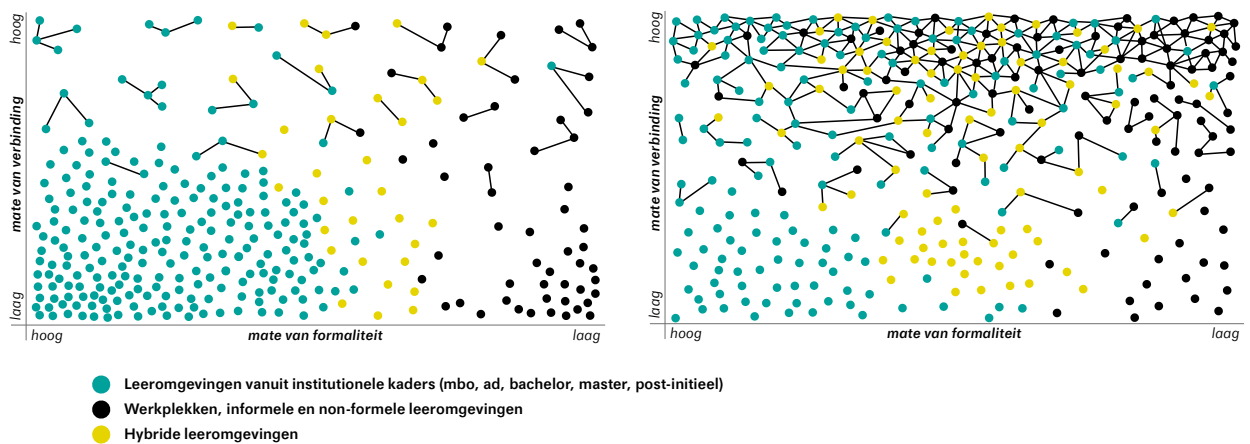 hoog
mate van verbinding
laag
hoog
mate van formaliteit
laag
hoog
mate van verbinding
laag
hoog
mate van formaliteit
laag
Leeromgevingen vanuit institutionele kaders (mbo, ad, bachelor, master, post-initieel)
Werkplekken, informele en non-formele leeromgevingen
Hybride leeromgevingen